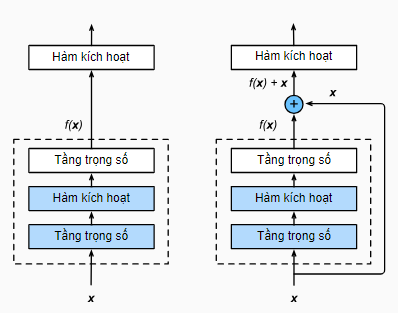 Hàm kích hoạt
f(x)
Tầng trọng số
Hàm kích hoạt
Tầng trọng số
x
Hàm kích hoạt
f(x) + x
x
+
f(x)
Tầng trọng số
Hàm kích hoạt
Tầng trọng số
x